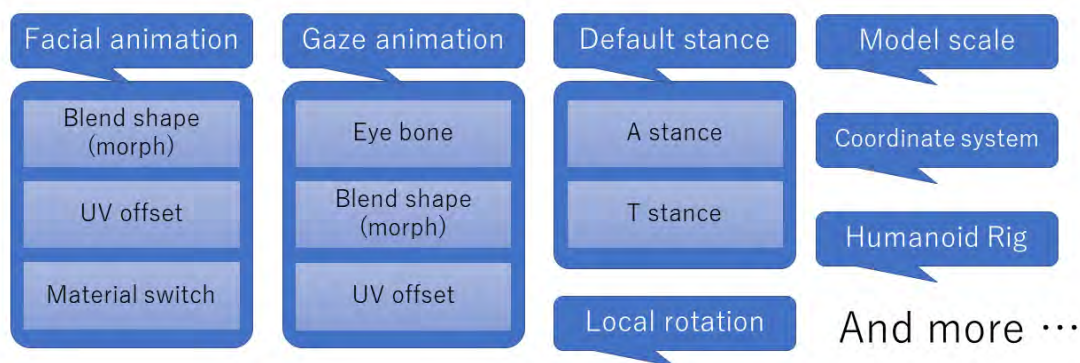 Facial animation
Blend shape
(morph)
UV offset
Material switch
Gaze animation
Eye bone
Blend shape
(morph)
UV offset
Default stance
A stance
T stance
Local rotation
Model scale
Coordinate system
Humanoid Rig
And more ⋯